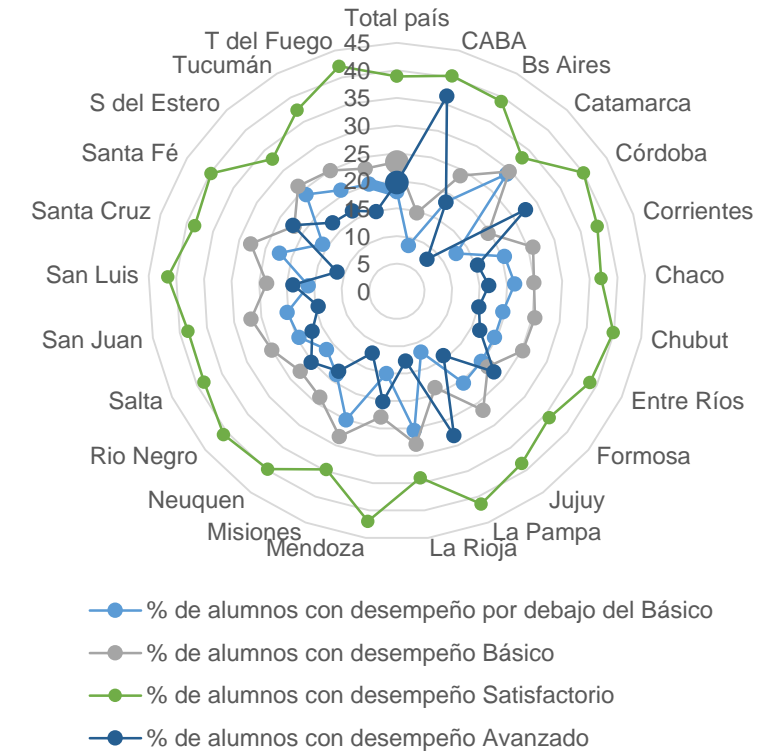 Total país
CABA
Bs Aires
Catamarca
Córdoba
Corrientes
Chaco
Chubut
Entre Ríos
Formosa
Jujuy
La Pampa
La Rioja
Mendoza
Misiones
Neuquen
Rio Negro
Salta
San Juan
San Luis
Santa Cruz
Santa Fé
S del Estero
Tucumán
T del Fuego
45
40
35
30
25
20
15
10
5
0
% de alumnos con desempeño por debajo del Básico
% de alumnos con desempeño Básico
% de alumnos con desempeño Satisfactorio
% de alumnos con desempeño Avanzado